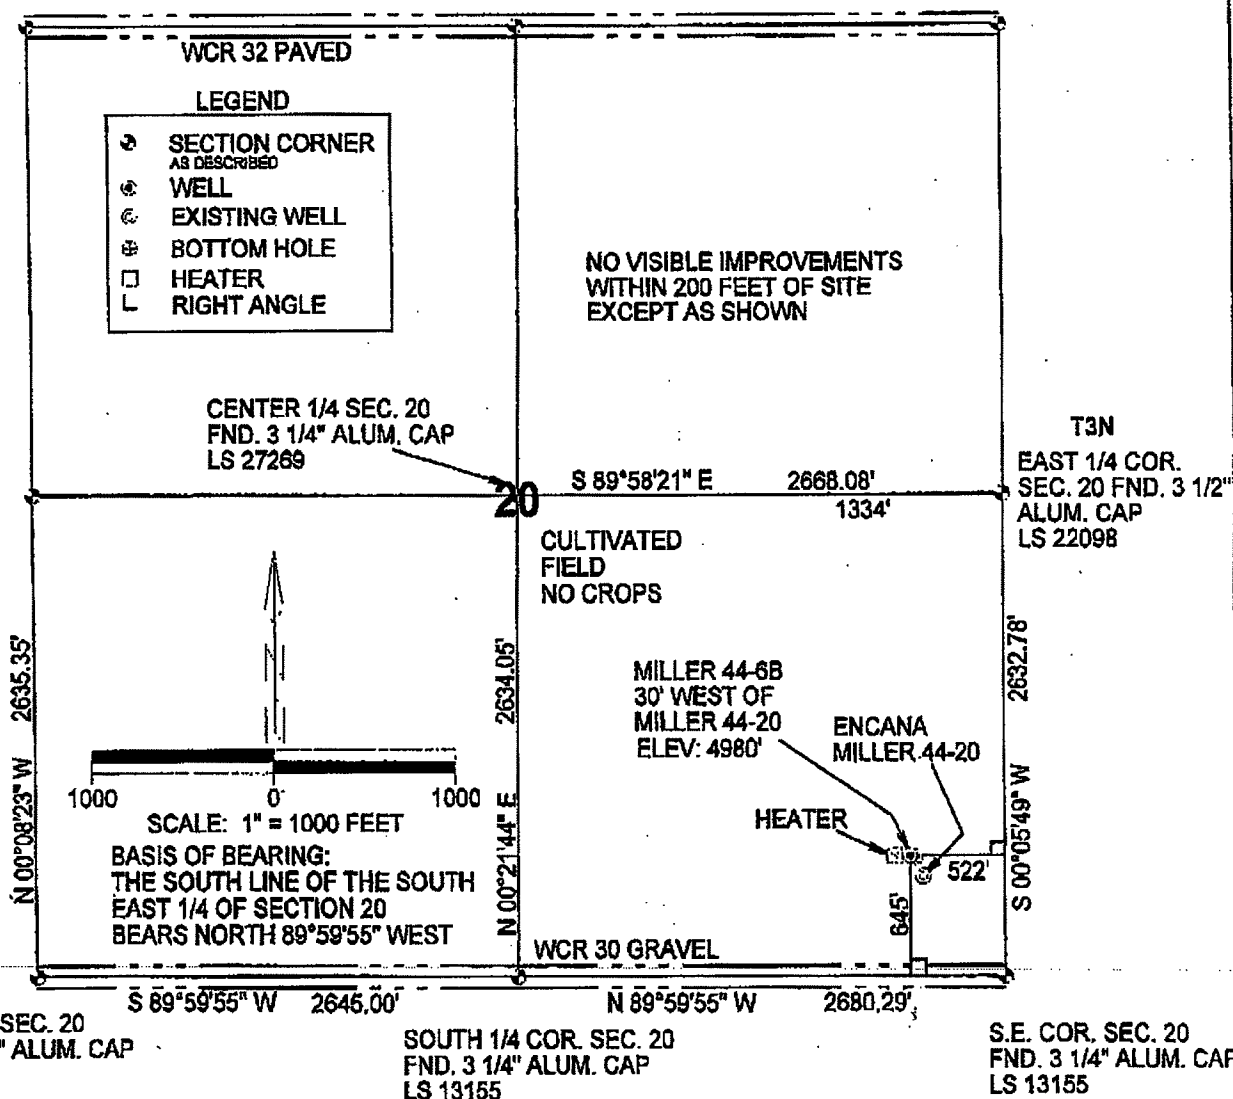 WCR 32 PAVED
LEGEND
SECTION CORNER
AS DESCRIBED
WELL
EXISTING WELL
BOTTOM HOLE
HEATER
RIGHT ANGLE
NO VISIBLE IMPROVEMENTS
WITHIN 200 FEET OF SITE
EXCEPT AS SHOWN
CENTER 1/4 SEC. 20
FND. 3 1/4" ALUM. CAP
LS 27269
T3N
EAST 1/4 COR.
SEC. 20 FND. 3 1/2"
ALUM. CAP
LS 22098
S 89°58'21" E 2668.08'
1334'
20
CULTIVATED
FIELD
NO CROPS
N 00°08'23" W 2635.35'
N 00°21'44" E 2634.05'
S 00°05'49" W 2632.78'
MILLER 44-6B
30' WEST OF
MILLER 44-20
ELEV: 4980'
ENCANA
MILLER 44-20
HEATER
522'
645'
N
1000 0 1000
SCALE: 1" = 1000 FEET
BASIS OF BEARING:
THE SOUTH LINE OF THE SOUTH
EAST 1/4 OF SECTION 20
BEARS NORTH 89°59'55" WEST
WCR 30 GRAVEL
S 89°59'55" W 2645.00'
N 89°59'55" W 2680.29'
SEC. 20
" ALUM. CAP
SOUTH 1/4 COR. SEC. 20
FND. 3 1/4" ALUM. CAP
LS 13155
S.E. COR. SEC. 20
FND. 3 1/4" ALUM. CAP
LS 13155